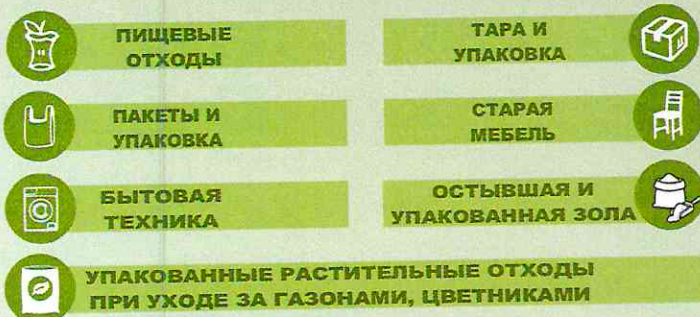 ПИЩЕВЫЕ
ОТХОДЫ
ТАРА И
УПАКОВКА
ПАКЕТЫ И
УПАКОВКА
СТАРАЯ
МЕБЕЛЬ
БЫТОВАЯ
ТЕХНИКА
ОСТЫВШАЯ И
УПАКОВАННАЯ ЗОЛА
УПАКОВАННЫЕ РАСТИТЕЛЬНЫЕ ОТХОДЫ
ПРИ УХОДЕ ЗА ГАЗОНАМИ, ЦВЕТНИКАМИ